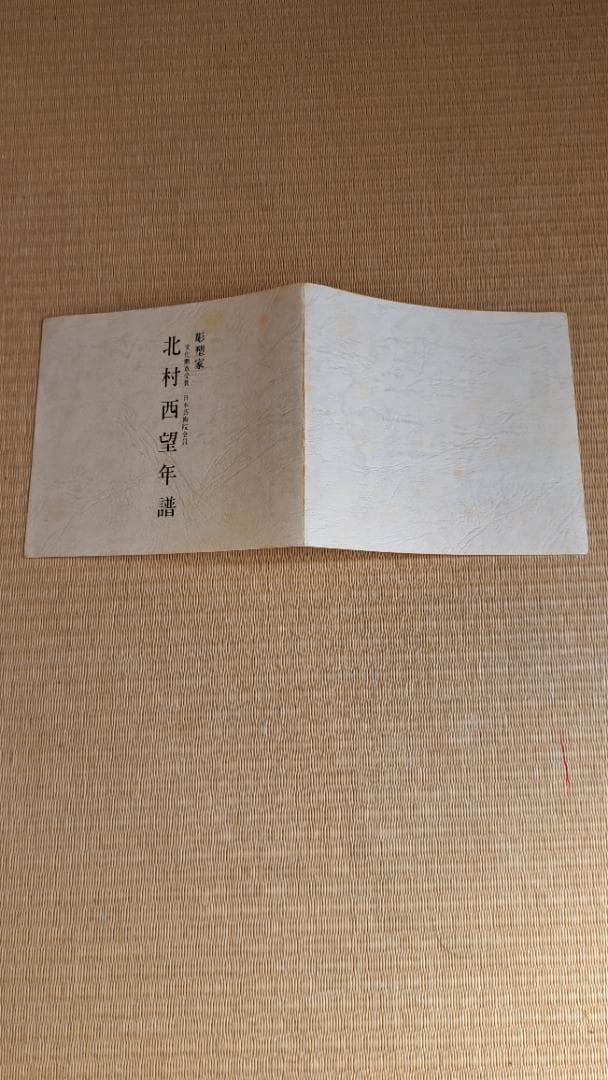 彫塑家
文化勲章受賞 日本芸術院会員
北村西望年譜